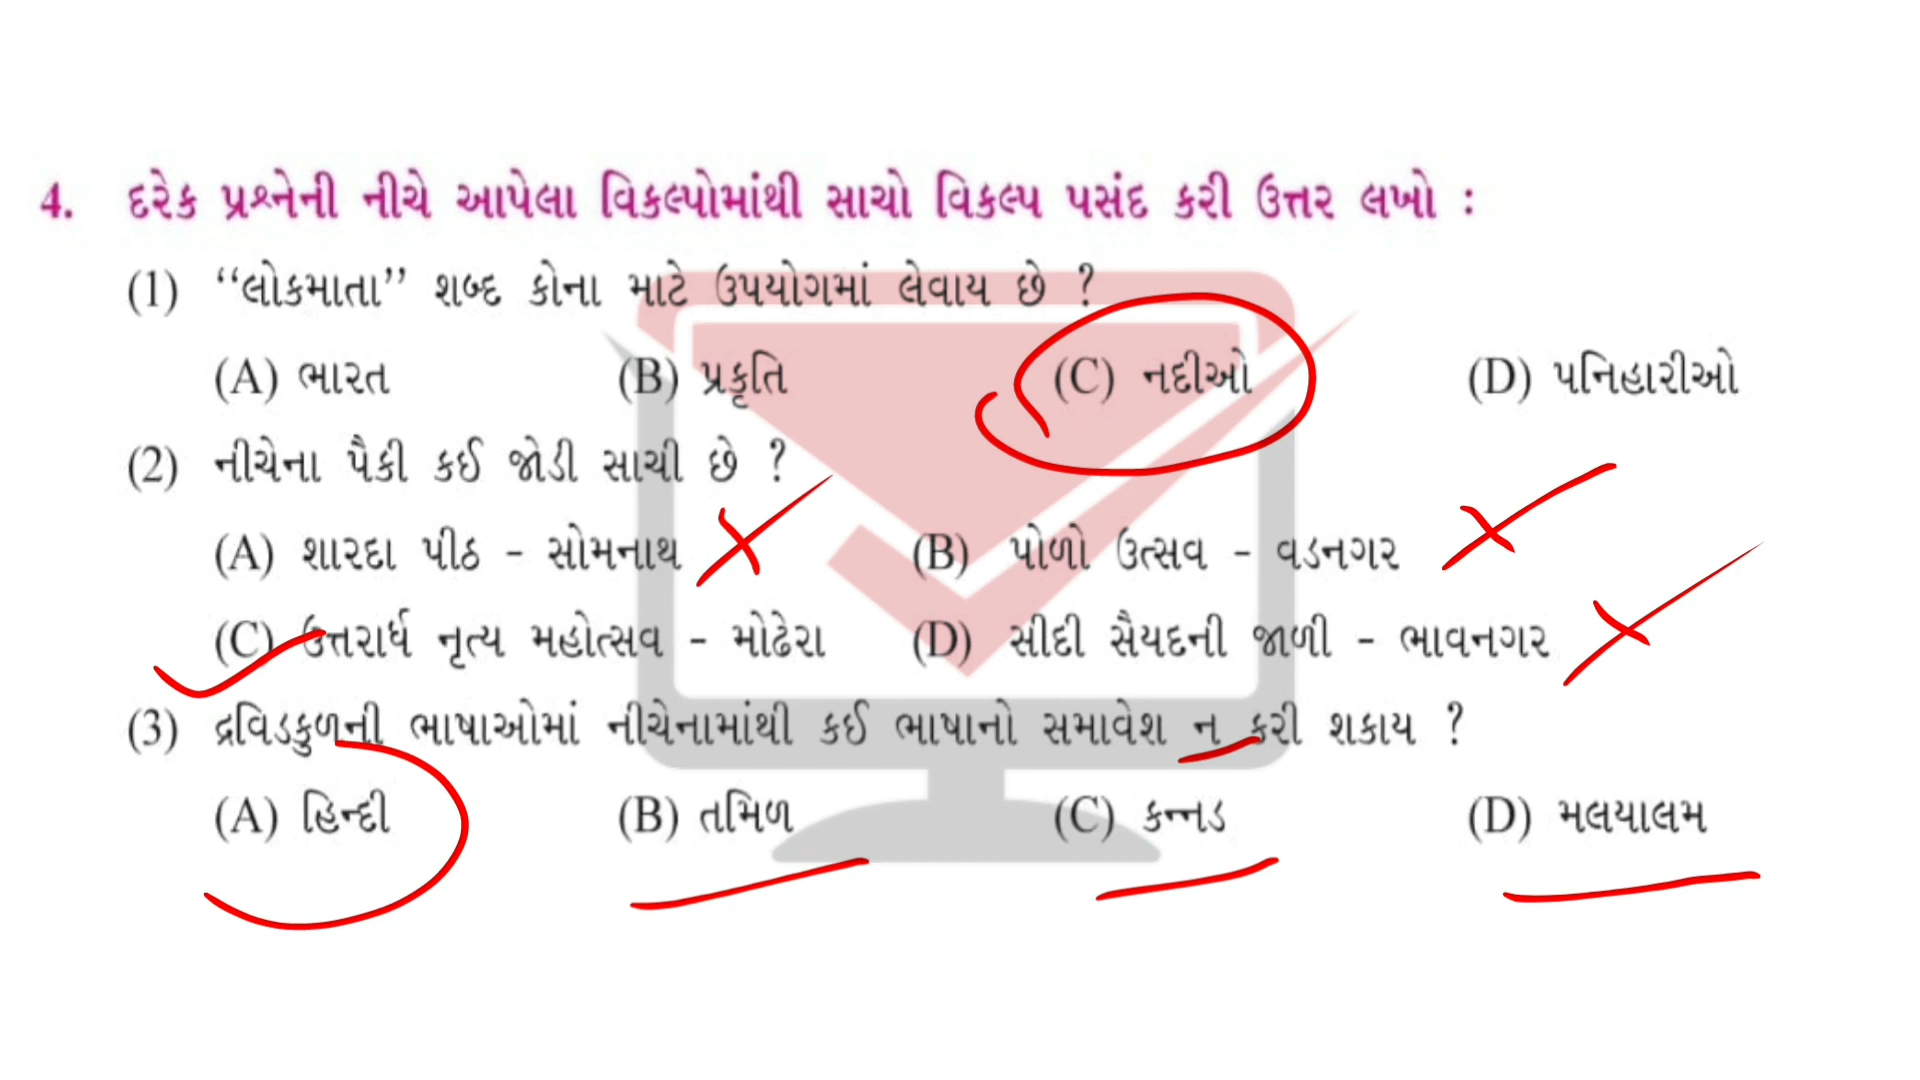 4. દરેક પ્રશ્નેની નીચે આપેલા વિકલ્પોમાંથી સાચો વિકલ્પ પસંદ કરી ઉત્તર લખો :
(1) “લોકમાતા” શબ્દ કોના માટે ઉપયોગમાં લેવાય છે ?
(A) ભારત (B) પ્રકૃતિ (C) નદીઓ (D) પનિહારીઓ
(2) નીચેના પૈકી કઈ જોડી સાચી છે ?
(A) શારદા પીઠ - સોમનાથ (B) પોળો ઉત્સવ - વડનગર
(C) ઉત્તરાર્ધ નૃત્ય મહોત્સવ - મોઢેરા (D) સીદી સૈયદની જાળી - ભાવનગર
(3) દ્રવિડકુળની ભાષાઓમાં નીચેનામાંથી કઈ ભાષાનો સમાવેશ ન કરી શકાય ?
(A) હિન્દી (B) તમિળ (C) કન્નડ (D) મલયાલમ